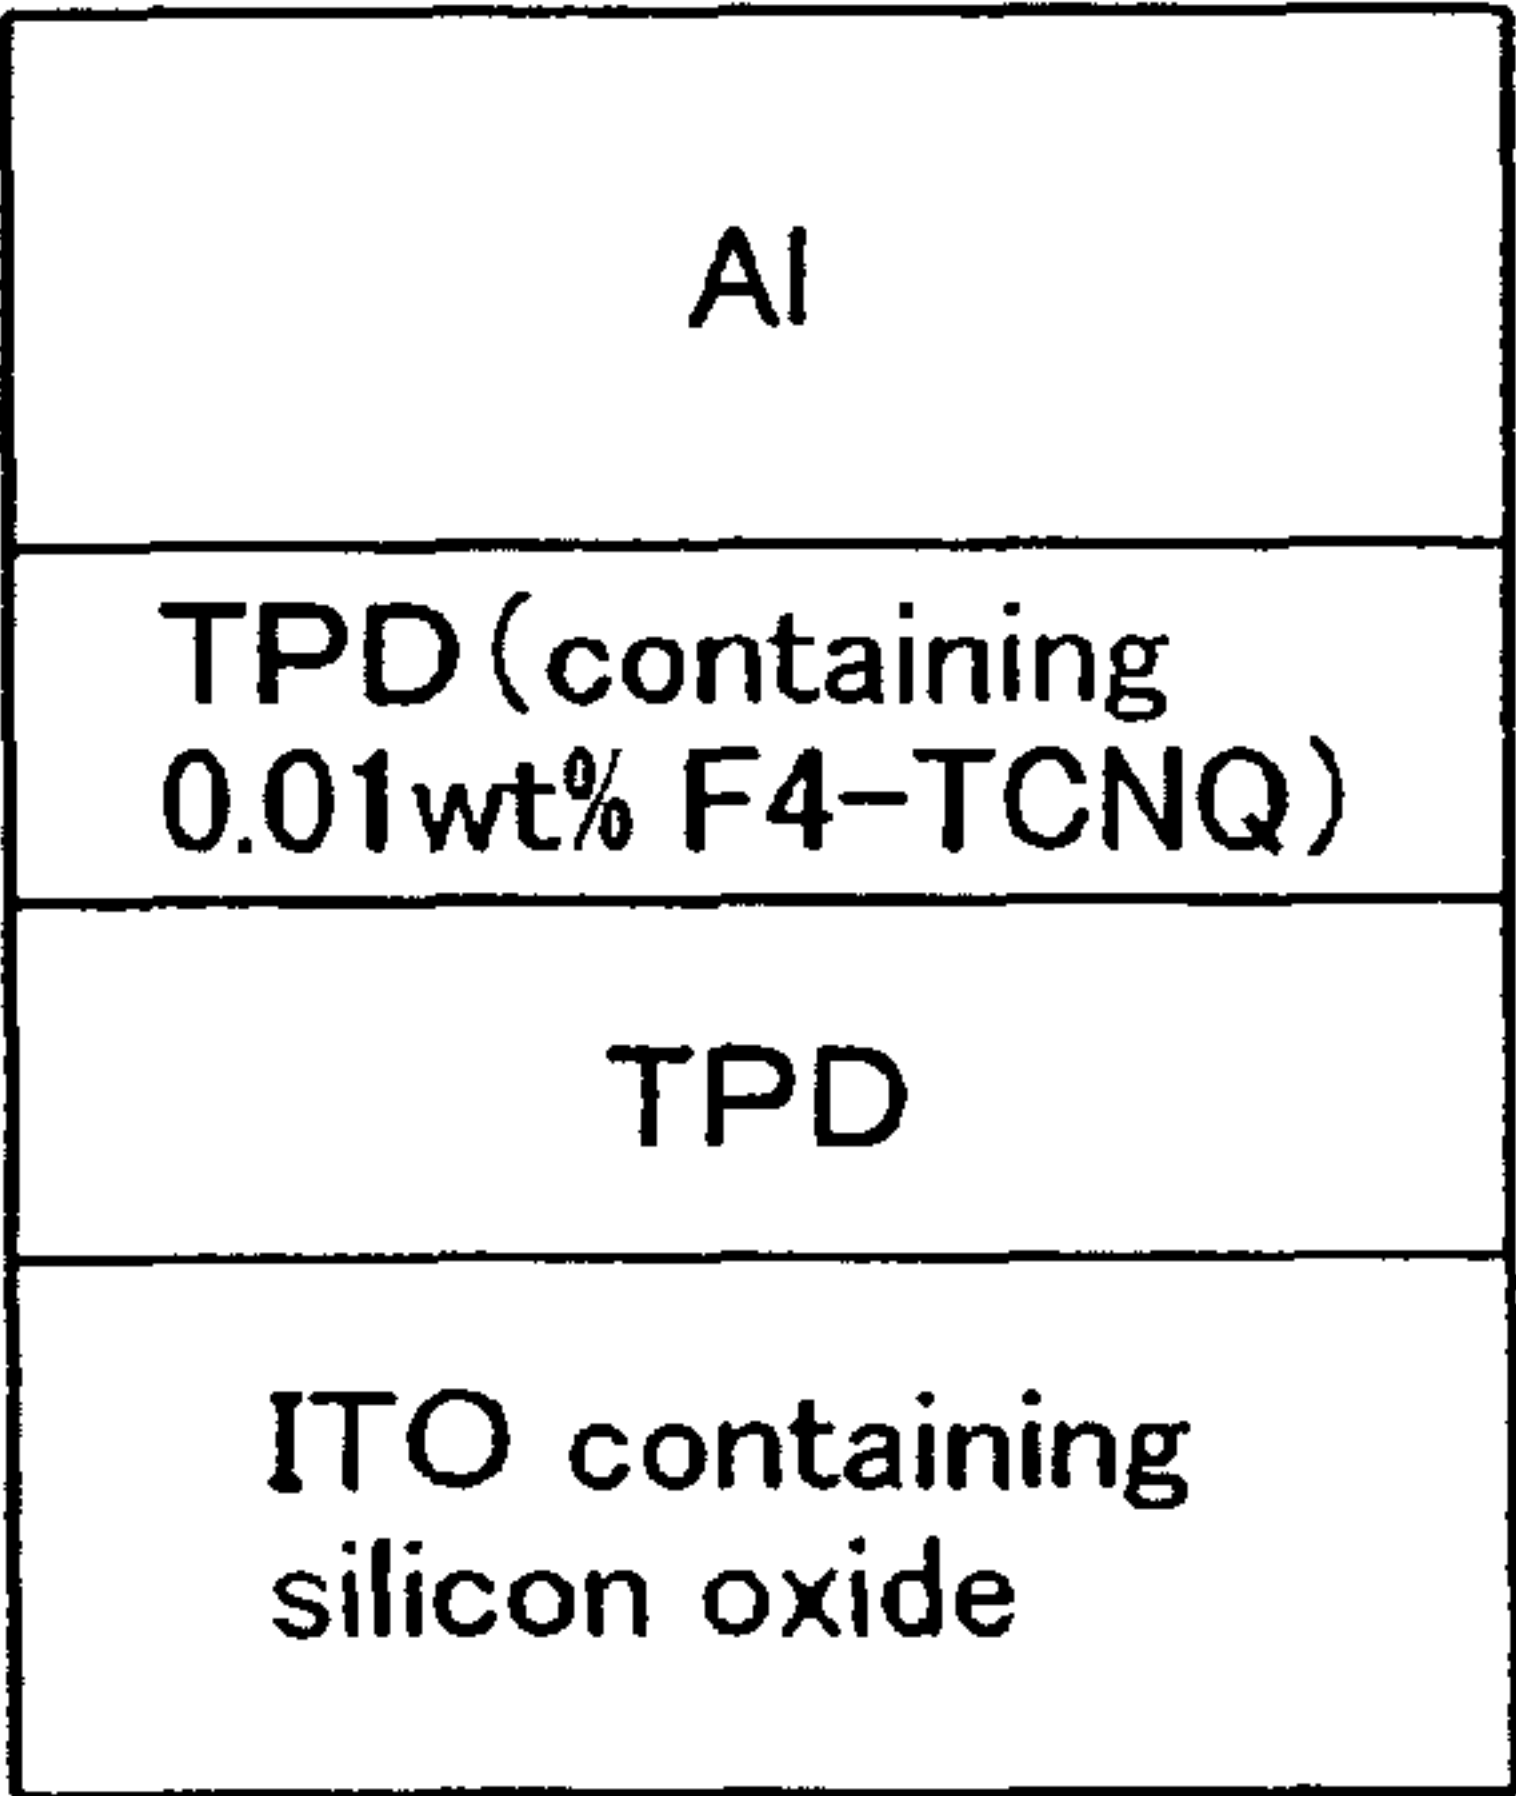 Al
TPD(containing
0.01wt% F4-TCNQ)
TPD
ITO containing
silicon oxide